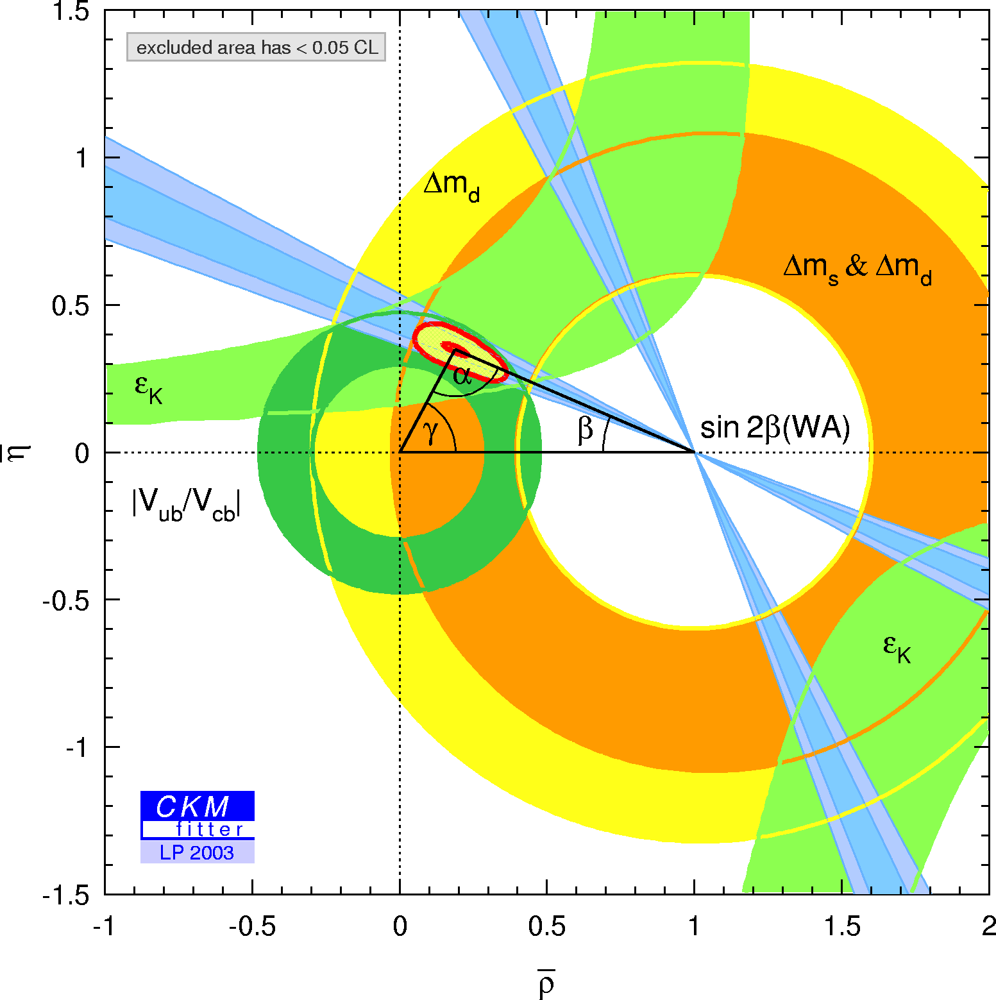 1.5
excluded area has < 0.05 CL
1
Δm_d
Δm_s & Δm_d
0.5
ε_K
α
γ
β
sin 2β(WA)
0
η̅
|V_ub/V_cb|
-0.5
ε_K
-1
CKM
fitter
LP 2003
-1.5
-1 -0.5 0 0.5 1 1.5 2
ρ̅